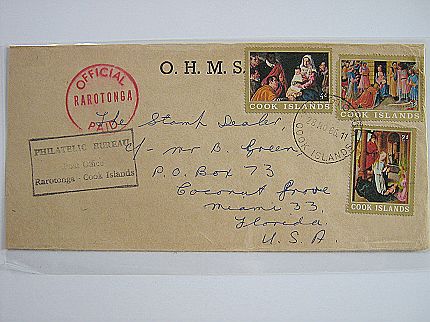 O. H. M. S
OFFICIAL
RAROTONGA
PAID
PHILATELIC BUREAU
Post Office
Rarotonga - Cook Islands
The Stamp Dealer,
c/- Mr B. Green
P. O. Box 73
Coconut Grove
Miami 33.
Florida.
U. S. A.
COOK ISLANDS
COOK ISLANDS
COOK ISLANDS
COOK ISLANDS